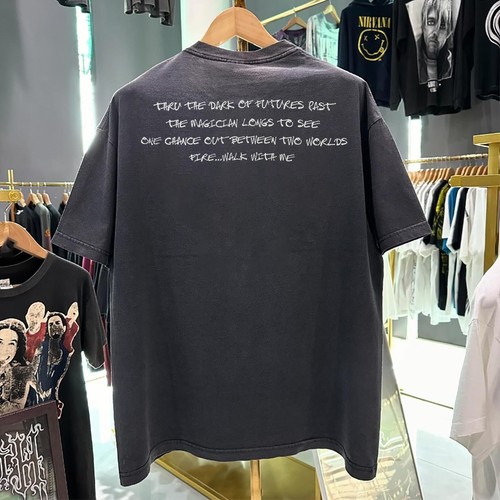 NIRVANA
THRU THE DARK OF FUTURES PAST
THE MAGICIAN LONGS TO SEE
ONE CHANCE OUT BETWEEN TWO WORLDS
FIRE...WALK WITH ME